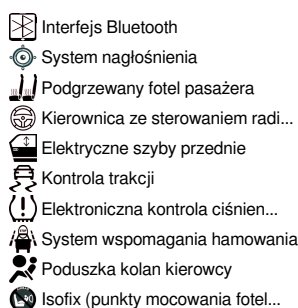 Interfejs Bluetooth
System nagłośnienia
Podgrzewany fotel pasażera
Kierownica ze sterowaniem radi...
Elektryczne szyby przednie
Kontrola trakcji
Elektroniczna kontrola ciśnien...
System wspomagania hamowania
Poduszka kolan kierowcy
Isofix (punkty mocowania fotel...